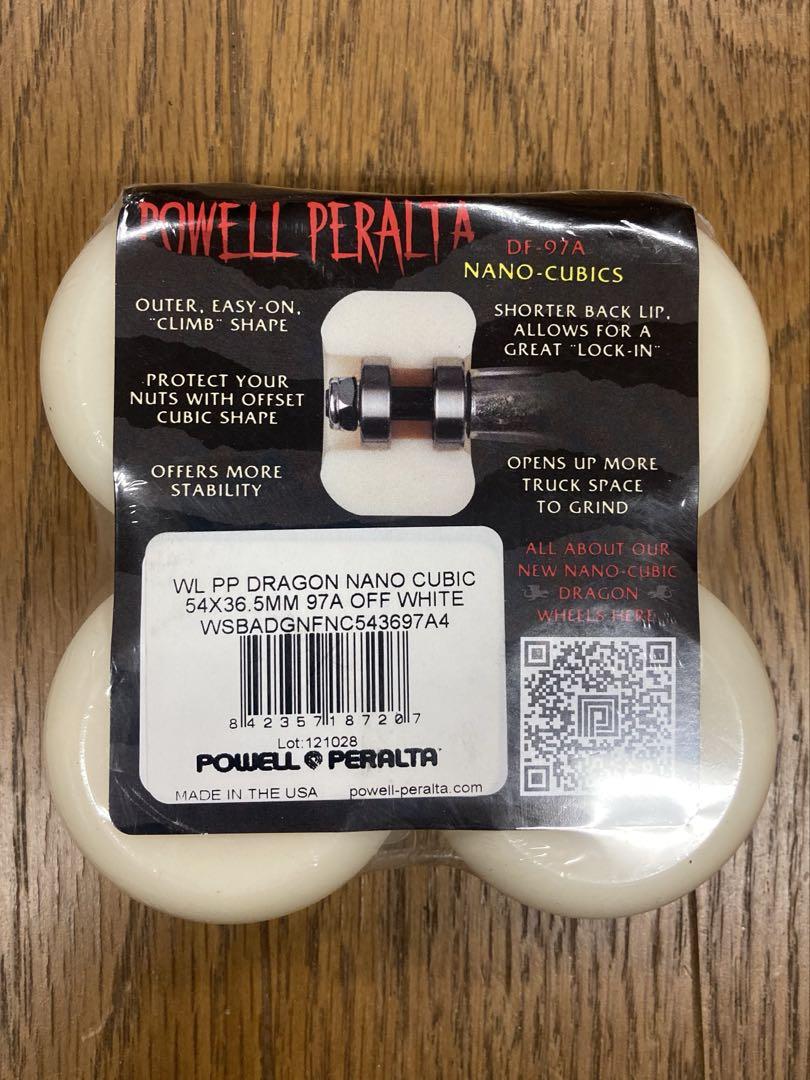 POWELL PERALTA
DF-97A
NANO-CUBICS
OUTER, EASY-ON,
"CLIMB" SHAPE
PROTECT YOUR
NUTS WITH OFFSET
CUBIC SHAPE
OFFERS MORE
STABILITY
SHORTER BACK LIP,
ALLOWS FOR A
GREAT "LOCK-IN"
OPENS UP MORE
TRUCK SPACE
TO GRIND
WL PP DRAGON NANO CUBIC
54X36.5MM 97A OFF WHITE
WSBADGNFNC543697A4
8 42357 18720 7
Lot:121028
POWELL PERALTA
MADE IN THE USA powell-peralta.com
ALL ABOUT OUR
NEW NANO-CUBIC
DRAGON
WHEELS HERE